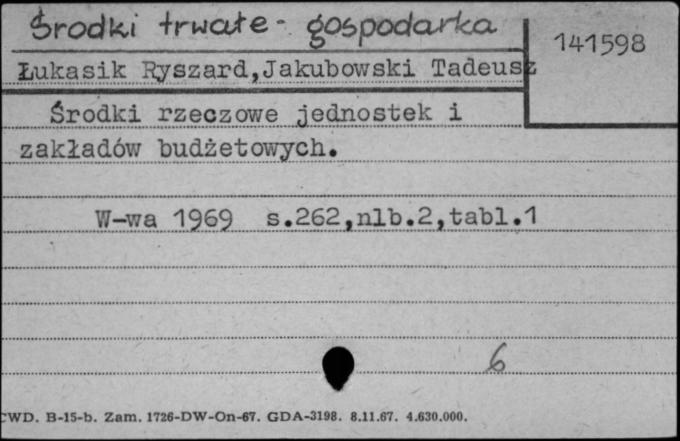 Środki trwałe - gospodarka
141598
Łukasik Ryszard,Jakubowski Tadeusz
Środki rzeczowe jednostek i
zakładów budżetowych.
W-wa 1969 s.262,nlb.2,tabl.1
6
CWD. B-15-b. Zam. 1726-DW-On-67. GDA-3198. 8.11.67. 4.630.000.